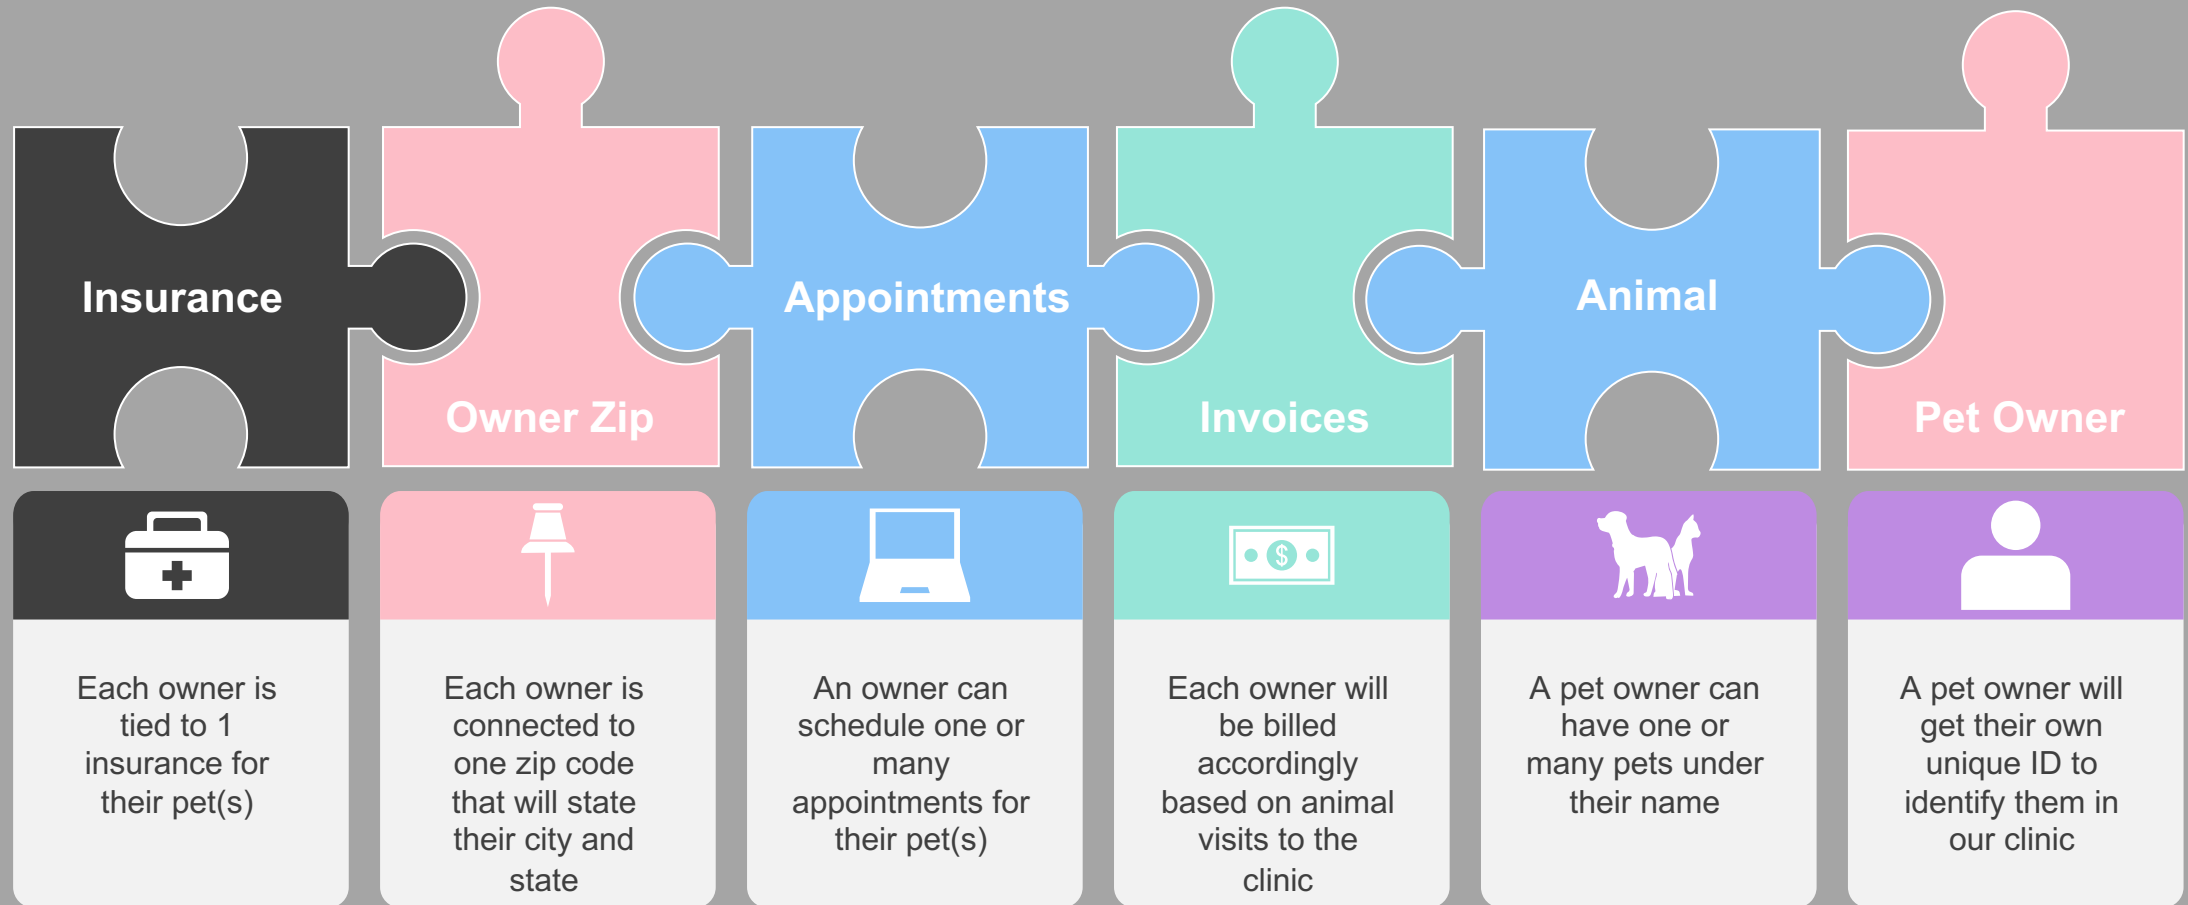 Insurance
Owner Zip
Appointments
Invoices
Animal
Pet Owner
$
Each owner is
tied to 1
insurance for
their pet(s)
Each owner is
connected to
one zip code
that will state
their city and
state
An owner can
schedule one or
many
appointments for
their pet(s)
Each owner will
be billed
accordingly
based on animal
visits to the
clinic
A pet owner can
have one or
many pets under
their name
A pet owner will
get their own
unique ID to
identify them in
our clinic